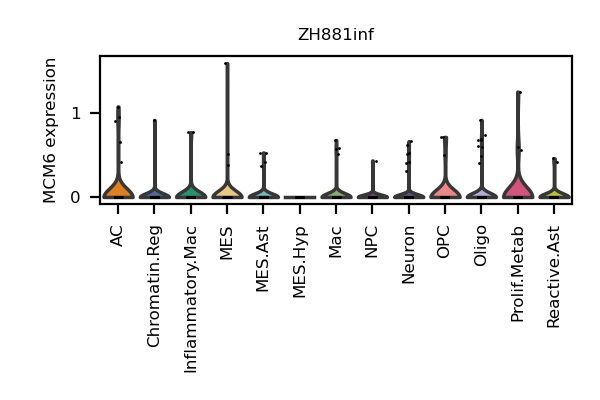 ZH881inf
MCM6 expression
1
0
AC
Chromatin.Reg
Inflammatory.Mac
MES
MES.Ast
MES.Hyp
Mac
NPC
Neuron
OPC
Oligo
Prolif.Metab
Reactive.Ast